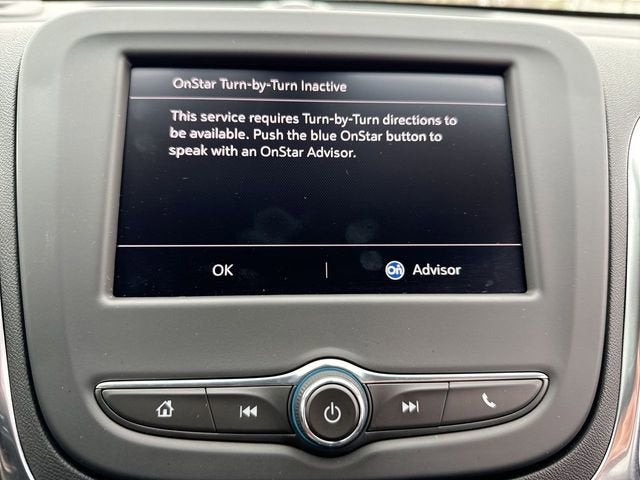 OnStar Turn-by-Turn Inactive
This service requires Turn-by-Turn directions to
be available. Push the blue OnStar button to
speak with an OnStar Advisor.
OK | On Advisor